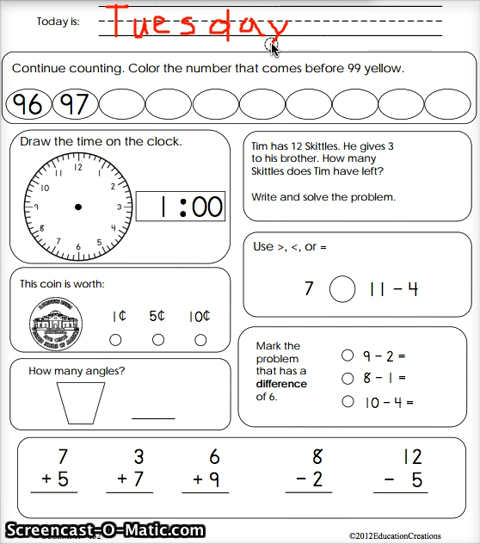 Today is: Tuesday
Continue counting. Color the number that comes before 99 yellow.
96 97
Draw the time on the clock.
12
11 1
10 2
9 3
8 4
7 5
6
1:00
Tim has 12 Skittles. He gives 3
to his brother. How many
Skittles does Tim have left?
Write and solve the problem.
Use >, <, or =
7 11 - 4
This coin is worth:
1¢ 5¢ 10¢
Mark the
problem
that has a
difference
of 6.
9 - 2 =
8 - 1 =
10 - 4 =
How many angles?
7 3 6 8 12
+ 5 + 7 + 9 - 2 - 5
Screencast-O-Matic.com
©2012EducationCreations